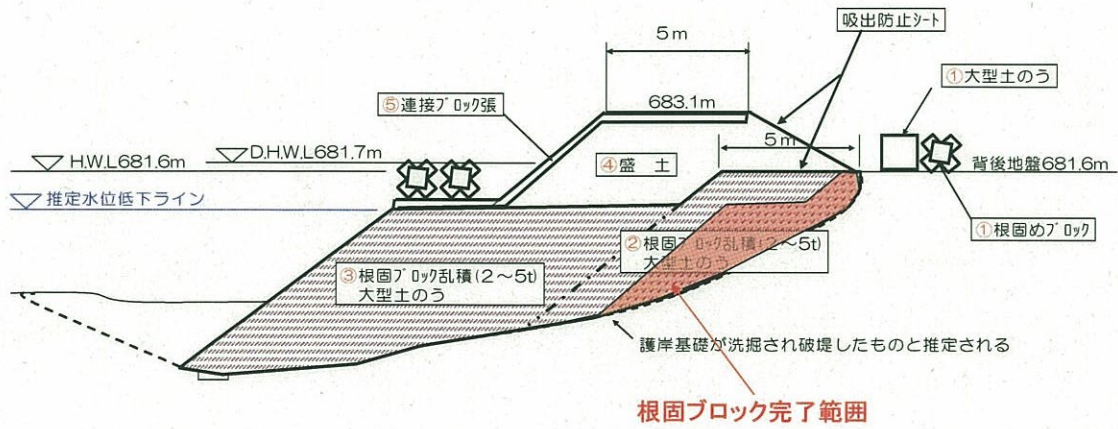 5m
吸出防止ｼｰﾄ
①大型土のう
⑤連接ﾌﾞﾛｯｸ張
683.1m
5m
H.W.L681.6m
D.H.W.L681.7m
④盛 土
背後地盤681.6m
推定水位低下ライン
①根固めﾌﾞﾛｯｸ
②根固ﾌﾞﾛｯｸ乱積(2～5t)
大型土のう
③根固ﾌﾞﾛｯｸ乱積(2～5t)
大型土のう
護岸基礎が洗掘され破堤したものと推定される
根固ブロック完了範囲